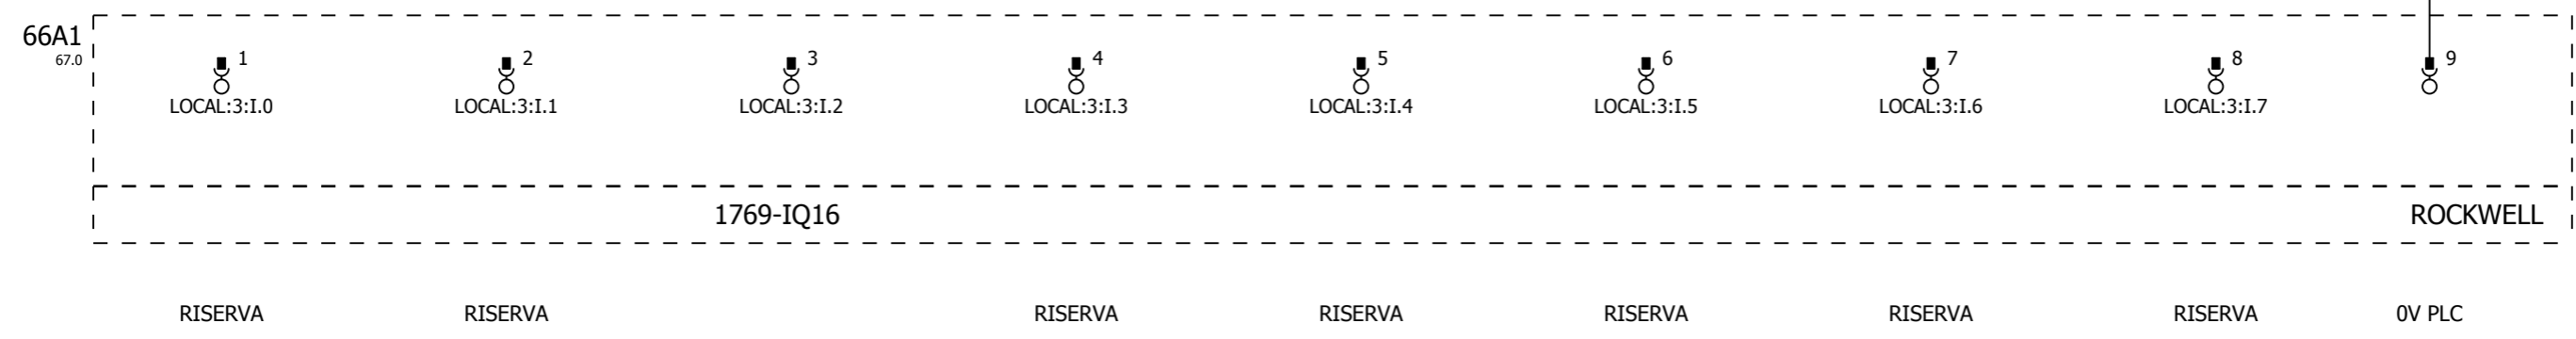 66A1
67.0
1 2 3 4 5 6 7 8 9
LOCAL:3:I.0 LOCAL:3:I.1 LOCAL:3:I.2 LOCAL:3:I.3 LOCAL:3:I.4 LOCAL:3:I.5 LOCAL:3:I.6 LOCAL:3:I.7
1769-IQ16 ROCKWELL
RISERVA RISERVA RISERVA RISERVA RISERVA RISERVA RISERVA 0V PLC